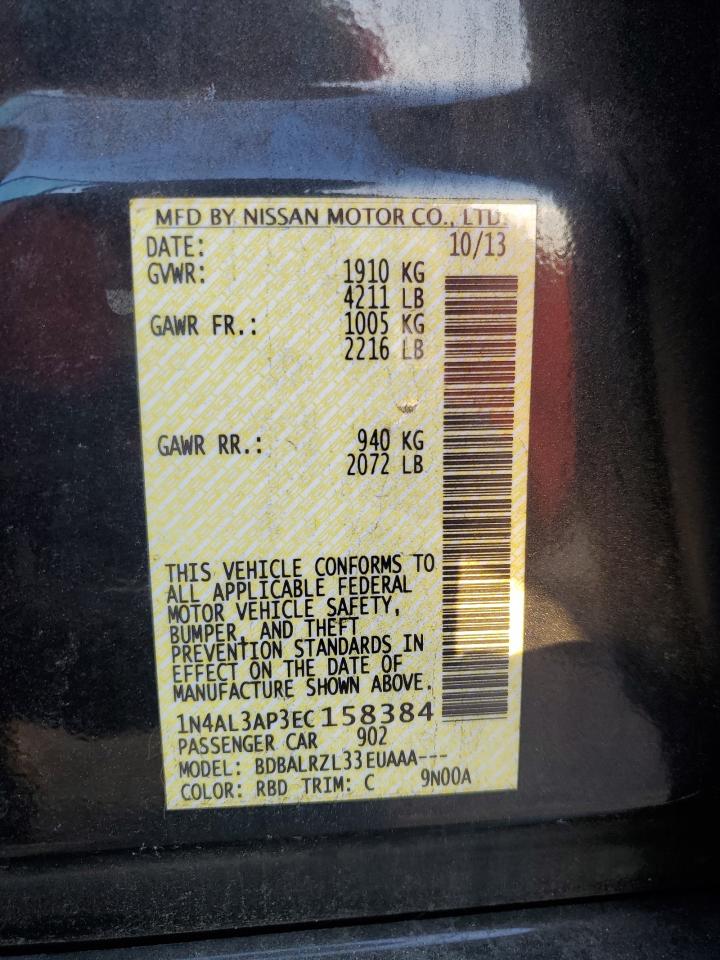 MFD BY NISSAN MOTOR CO., LTD.
DATE: 10/13
GVWR: 1910 KG
4211 LB
GAWR FR.: 1005 KG
2216 LB
GAWR RR.: 940 KG
2072 LB
THIS VEHICLE CONFORMS TO
ALL APPLICABLE FEDERAL
MOTOR VEHICLE SAFETY,
BUMPER, AND THEFT
PREVENTION STANDARDS IN
EFFECT ON THE DATE OF
MANUFACTURE SHOWN ABOVE.
1N4AL3AP3EC158384
PASSENGER CAR 902
MODEL: BDBALRZL33EUAAA---
COLOR: RBD TRIM: C 9N00A